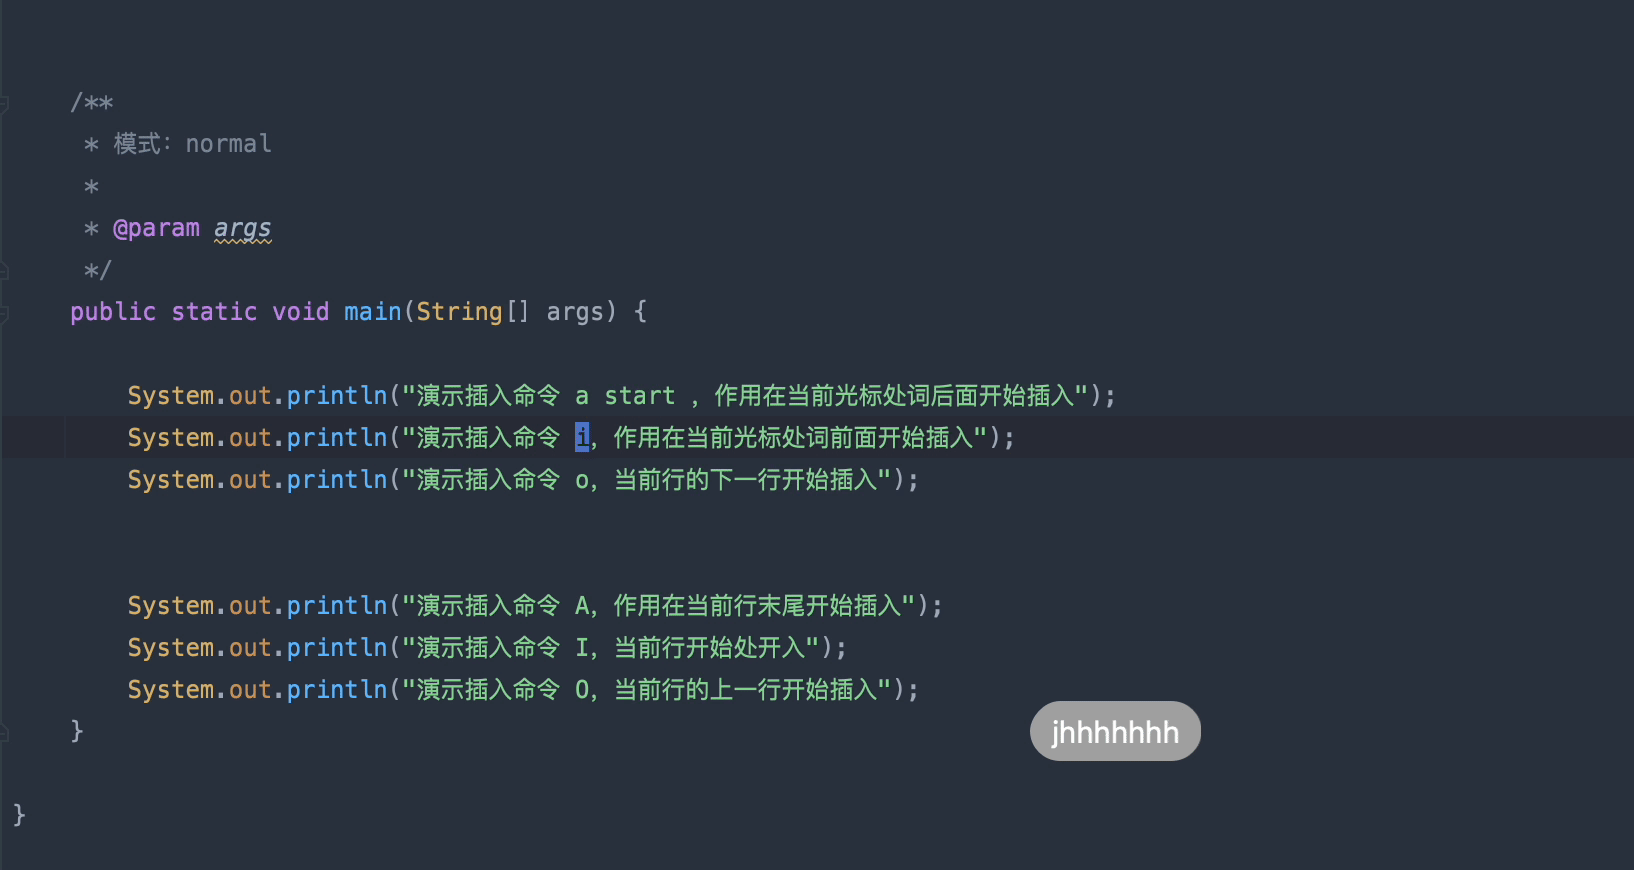 /**
* 模式：normal
*
* @param args
*/
public static void main(String[] args) {
System.out.println("演示插入命令 a start ，作用在当前光标处词后面开始插入");
System.out.println("演示插入命令 i，作用在当前光标处词前面开始插入");
System.out.println("演示插入命令 o，当前行的下一行开始插入");
System.out.println("演示插入命令 A，作用在当前行末尾开始插入");
System.out.println("演示插入命令 I，当前行开始处开入");
System.out.println("演示插入命令 O，当前行的上一行开始插入");
}
jhhhhhhh
}